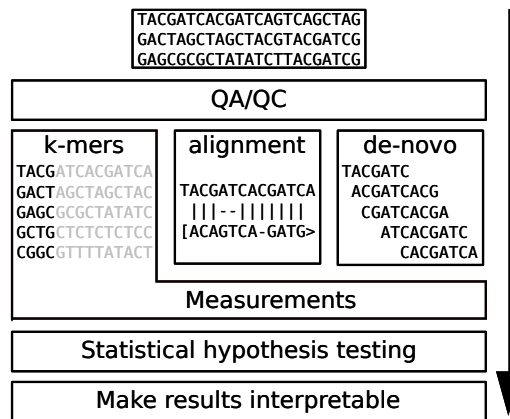 TACGATCACGATCAGTCAGCTAG
GACTAGCTAGCTACGTACGATCG
GAGCGCGCTATATCTTACGATCG
QA/QC
k-mers
TACGATCACGATCA
GACTAGCTAGCTAC
GAGCGCGCTATATC
GCTGCTCTCTCTCC
CGGCGTTTTATACT
alignment
TACGATCACGATCA
|||--|||||||
[ACAGTCA-GATG>
de-novo
TACGATC
ACGATCACG
CGATCACGA
ATCACGATC
CACGATCA
Measurements
Statistical hypothesis testing
Make results interpretable